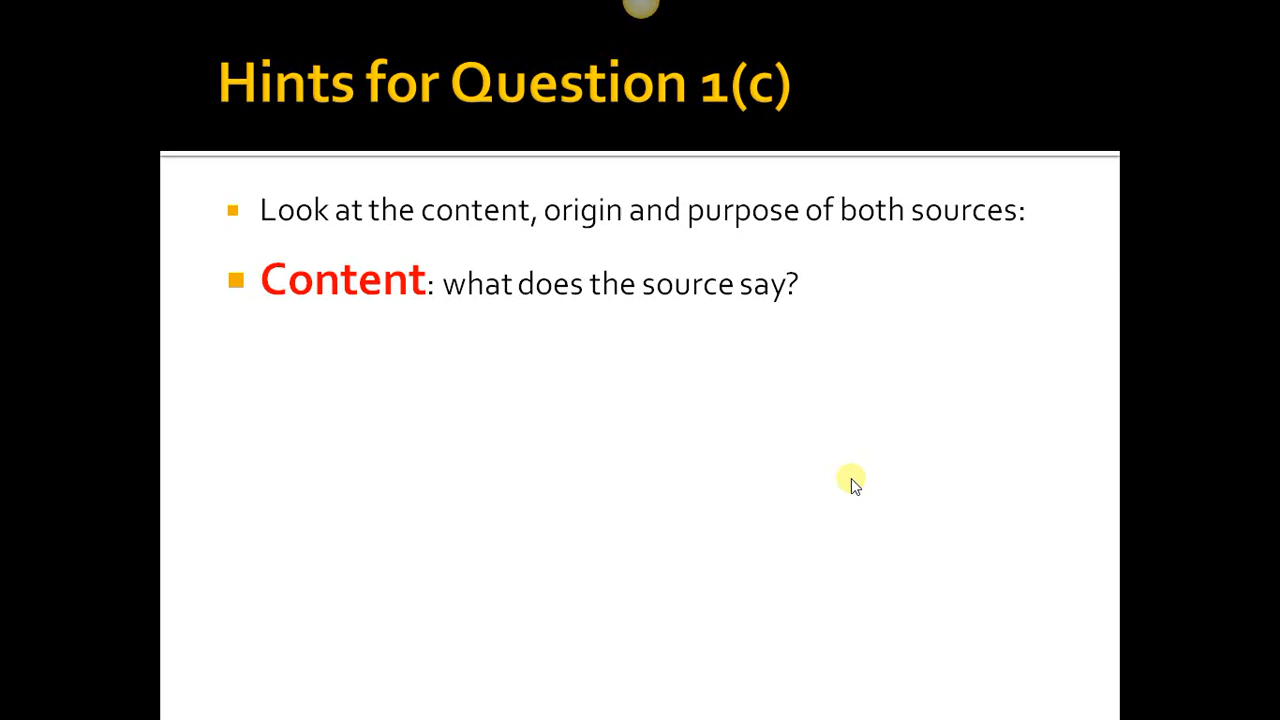 Hints for Question 1(c)
Look at the content, origin and purpose of both sources:
Content: what does the source say?